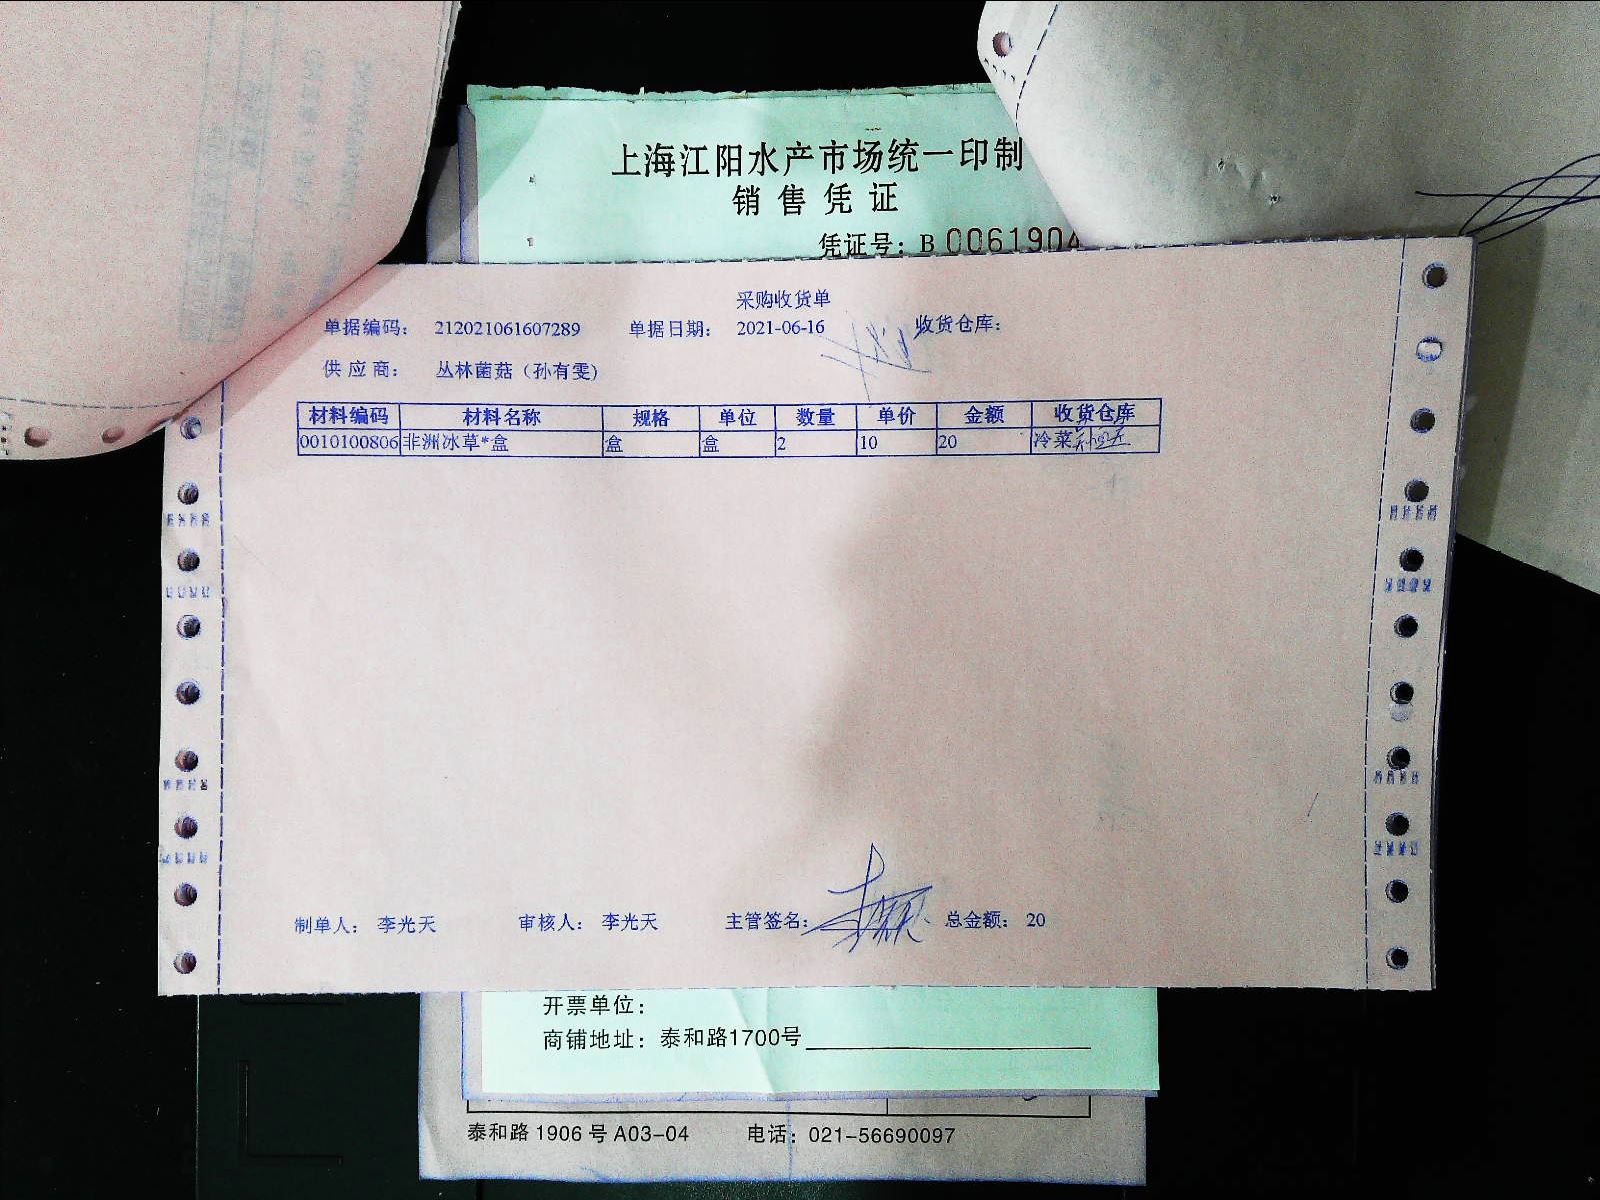 上海江阳水产市场统一印制
销售凭证
凭证号：B 0061904
采购收货单
单据编码： 212021061607289 单据日期： 2021-06-16 收货仓库：
供应商： 丛林菌菇（孙有雯）
材料编码 材料名称 规格 单位 数量 单价 金额 收货仓库
0010100806 非洲冰草*盒 盒 盒 2 10 20 冷菜
制单人： 李光天 审核人： 李光天 主管签名： 总金额： 20
开票单位：
商铺地址：泰和路1700号
泰和路 1906 号 A03-04 电话：021-56690097